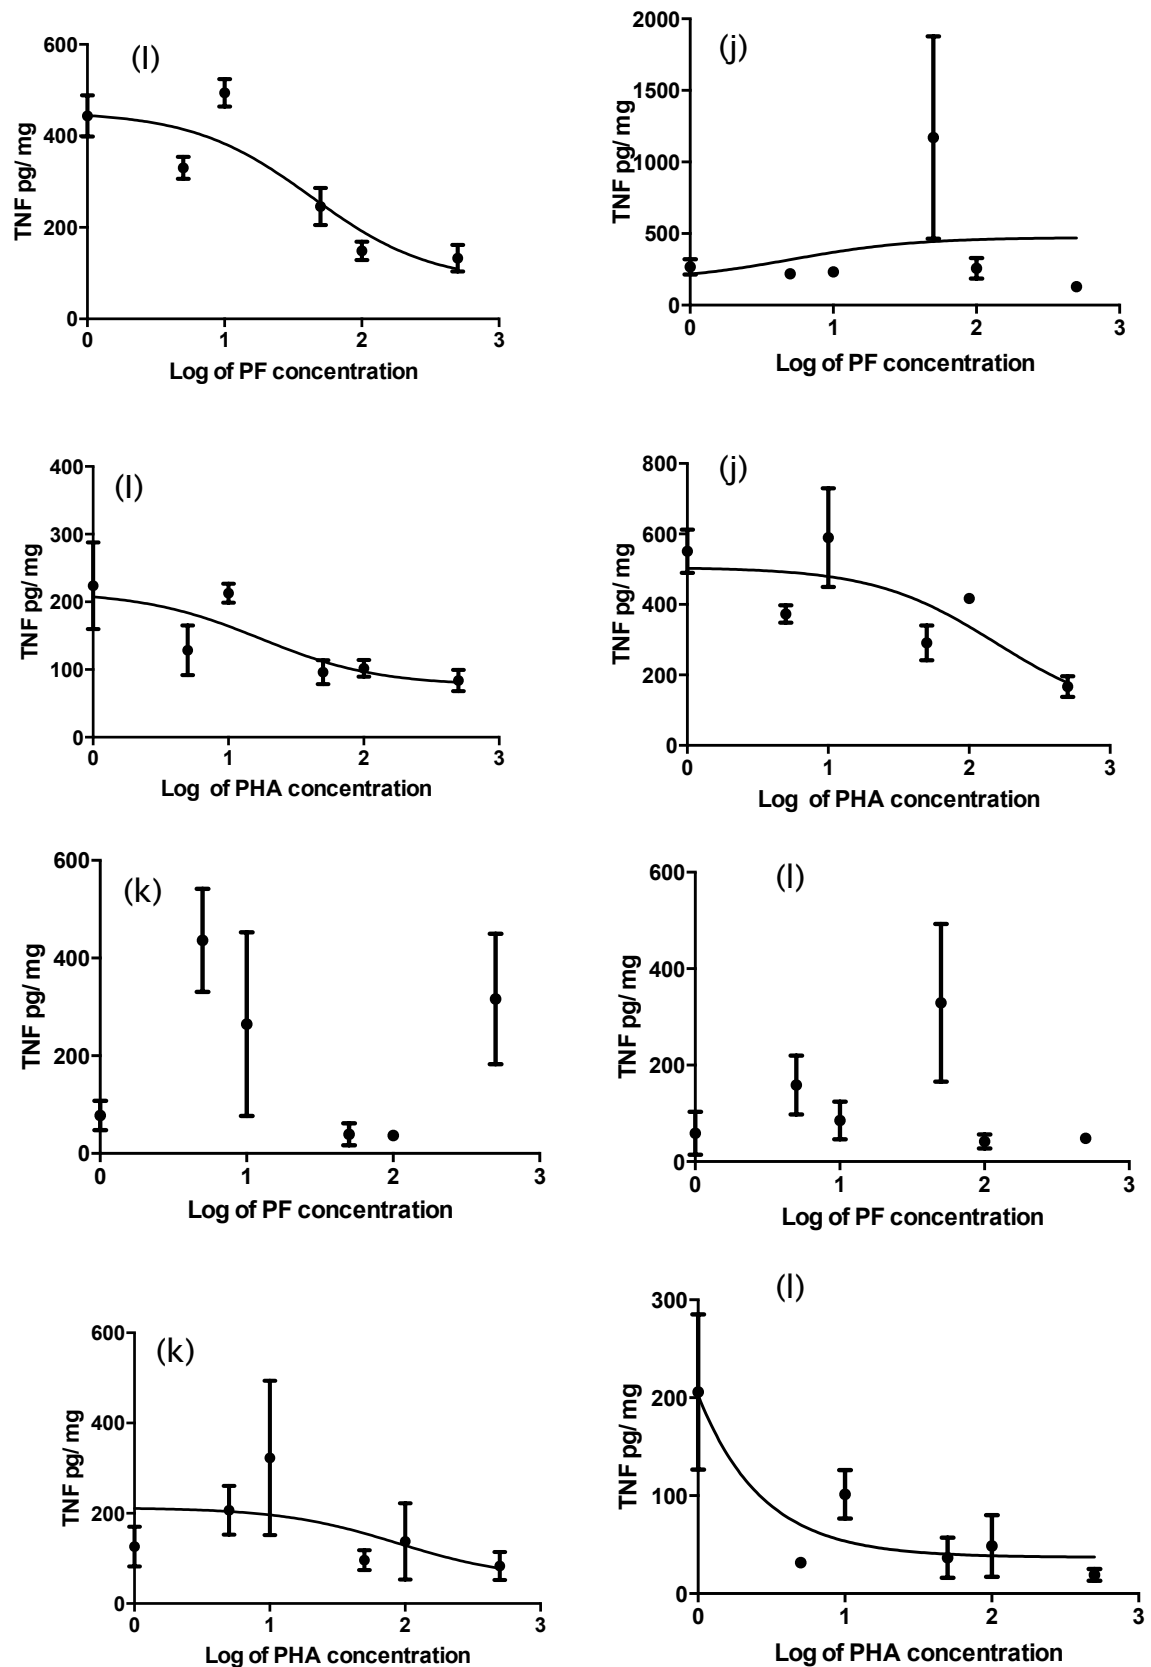 (l)
600
400
200
0
TNF pg/ mg
0 1 2 3
Log of PF concentration
(j)
2000
1500
1000
500
0
TNF pg/ mg
0 1 2 3
Log of PF concentration
(l)
400
300
200
100
0
TNF pg/ mg
0 1 2 3
Log of PHA concentration
(j)
800
600
400
200
0
TNF pg/ mg
0 1 2 3
Log of PHA concentration
(k)
600
400
200
0
TNF pg/ mg
0 1 2 3
Log of PF concentration
(l)
600
400
200
0
TNF pg/ mg
0 1 2 3
Log of PF concentration
(k)
600
400
200
0
TNF pg/ mg
0 1 2 3
Log of PHA concentration
(l)
300
200
100
0
TNF pg/ mg
0 1 2 3
Log of PHA concentration